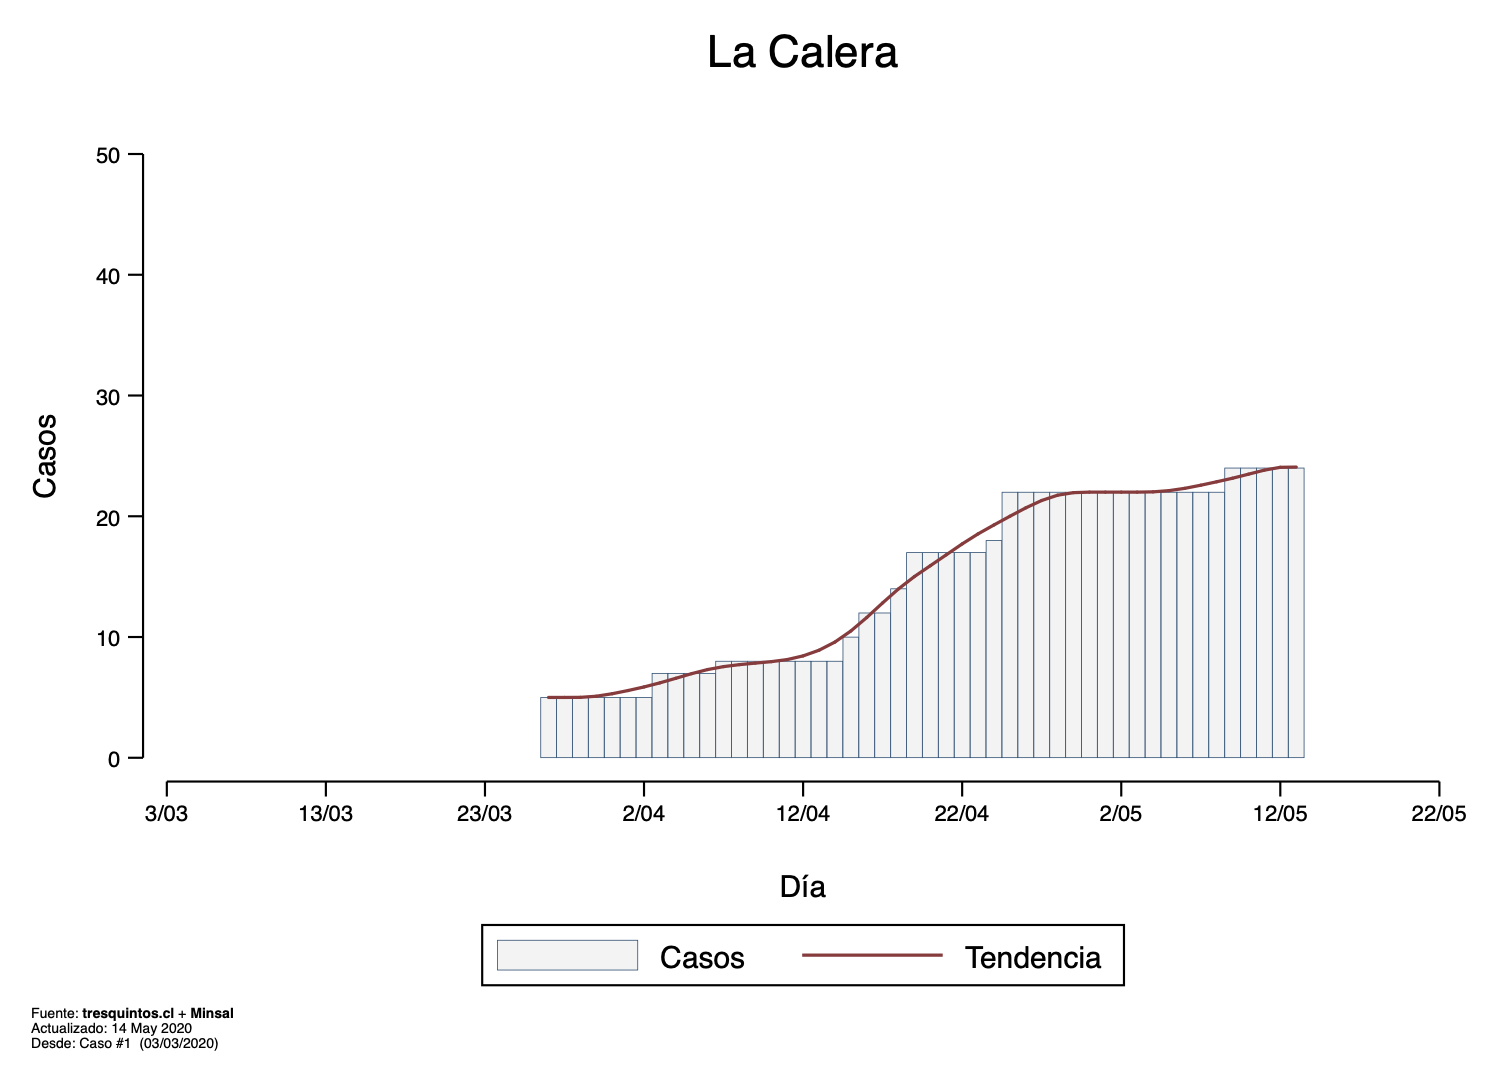 La Calera
50
40
30
20
10
0
Casos
3/03 13/03 23/03 2/04 12/04 22/04 2/05 12/05 22/05
Día
Casos Tendencia
Fuente: tresquintos.cl + Minsal
Actualizado: 14 May 2020
Desde: Caso #1 (03/03/2020)